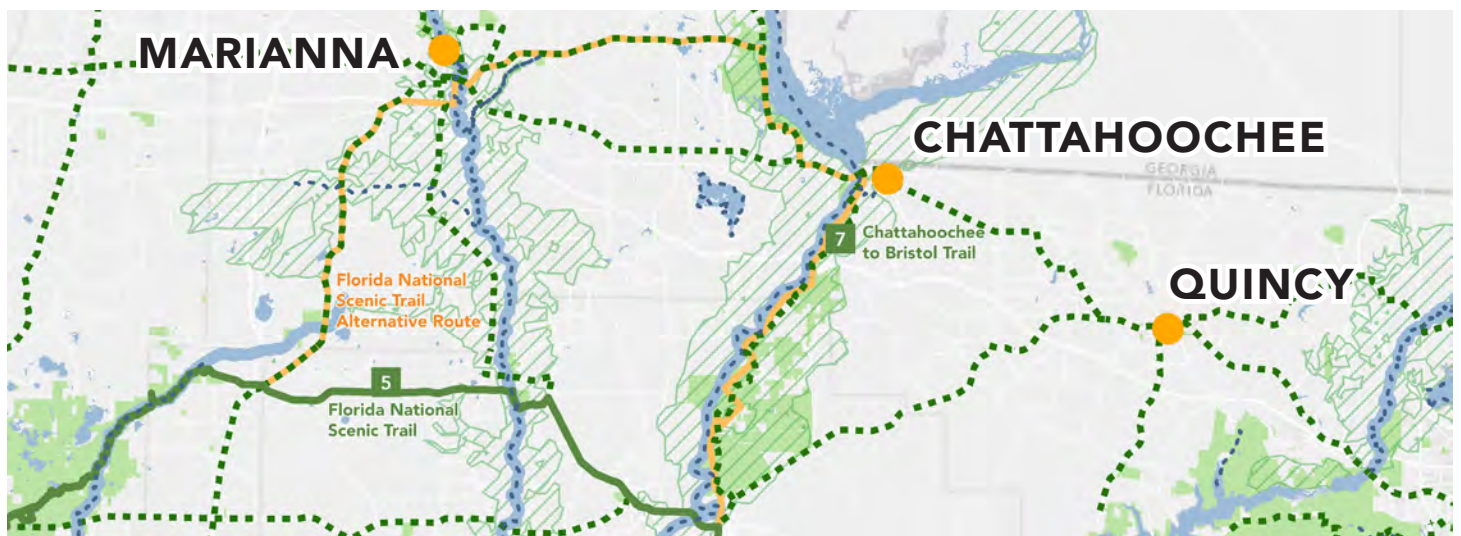 MARIANNA
CHATTAHOOCHEE
GEORGIA
FLORIDA
7
Chattahoochee
to Bristol Trail
QUINCY
Florida National
Scenic Trail
Alternative Route
5
Florida National
Scenic Trail